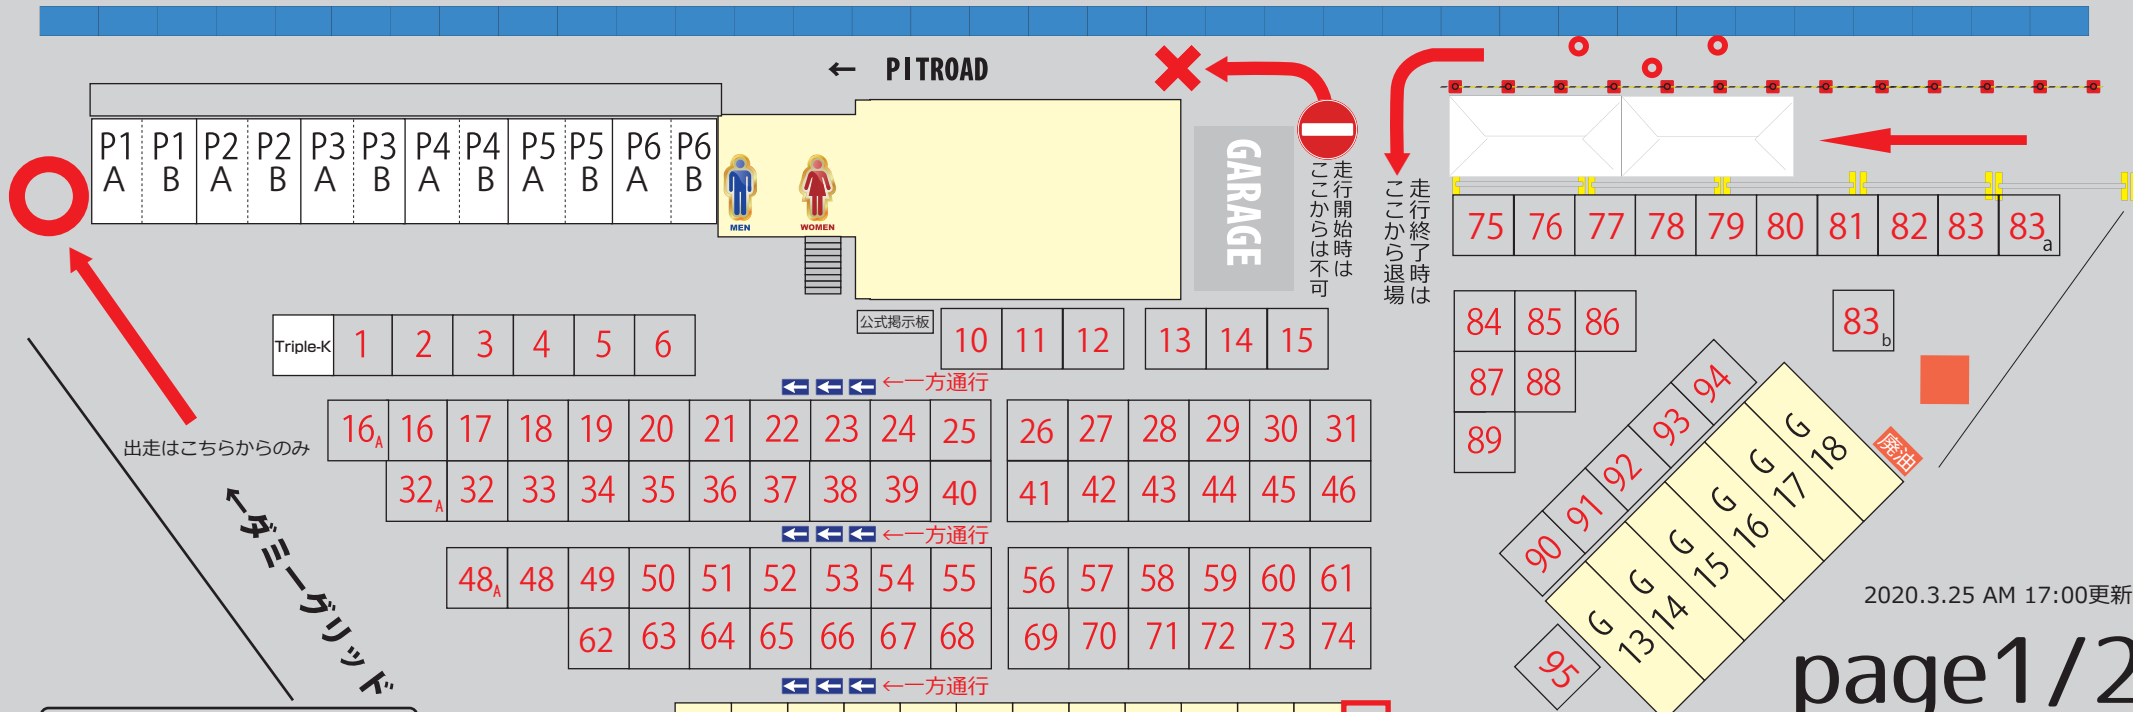 ← PITROAD
P1 A P1 B P2 A P2 B P3 A P3 B P4 A P4 B P5 A P5 B P6 A P6 B
MEN WOMEN
GARAGE
走行開始時は
ここからは不可
走行終了時は
ここから退場
75 76 77 78 79 80 81 82 83 83a
Triple-K 1 2 3 4 5 6
公式掲示板
10 11 12 13 14 15
84 85 86
83b
87 88
89
←一方通行
16A 16 17 18 19 20 21 22 23 24 25 26 27 28 29 30 31
出走はこちらからのみ
32A 32 33 34 35 36 37 38 39 40 41 42 43 44 45 46
←一方通行
←ダミーグリッド
48A 48 49 50 51 52 53 54 55 56 57 58 59 60 61
62 63 64 65 66 67 68 69 70 71 72 73 74
←一方通行
90 91 92 93 94
G 13 G 14 G 15 G 16 G 17 G 18
廃油
95
2020.3.25 AM 17:00更新
page1/2